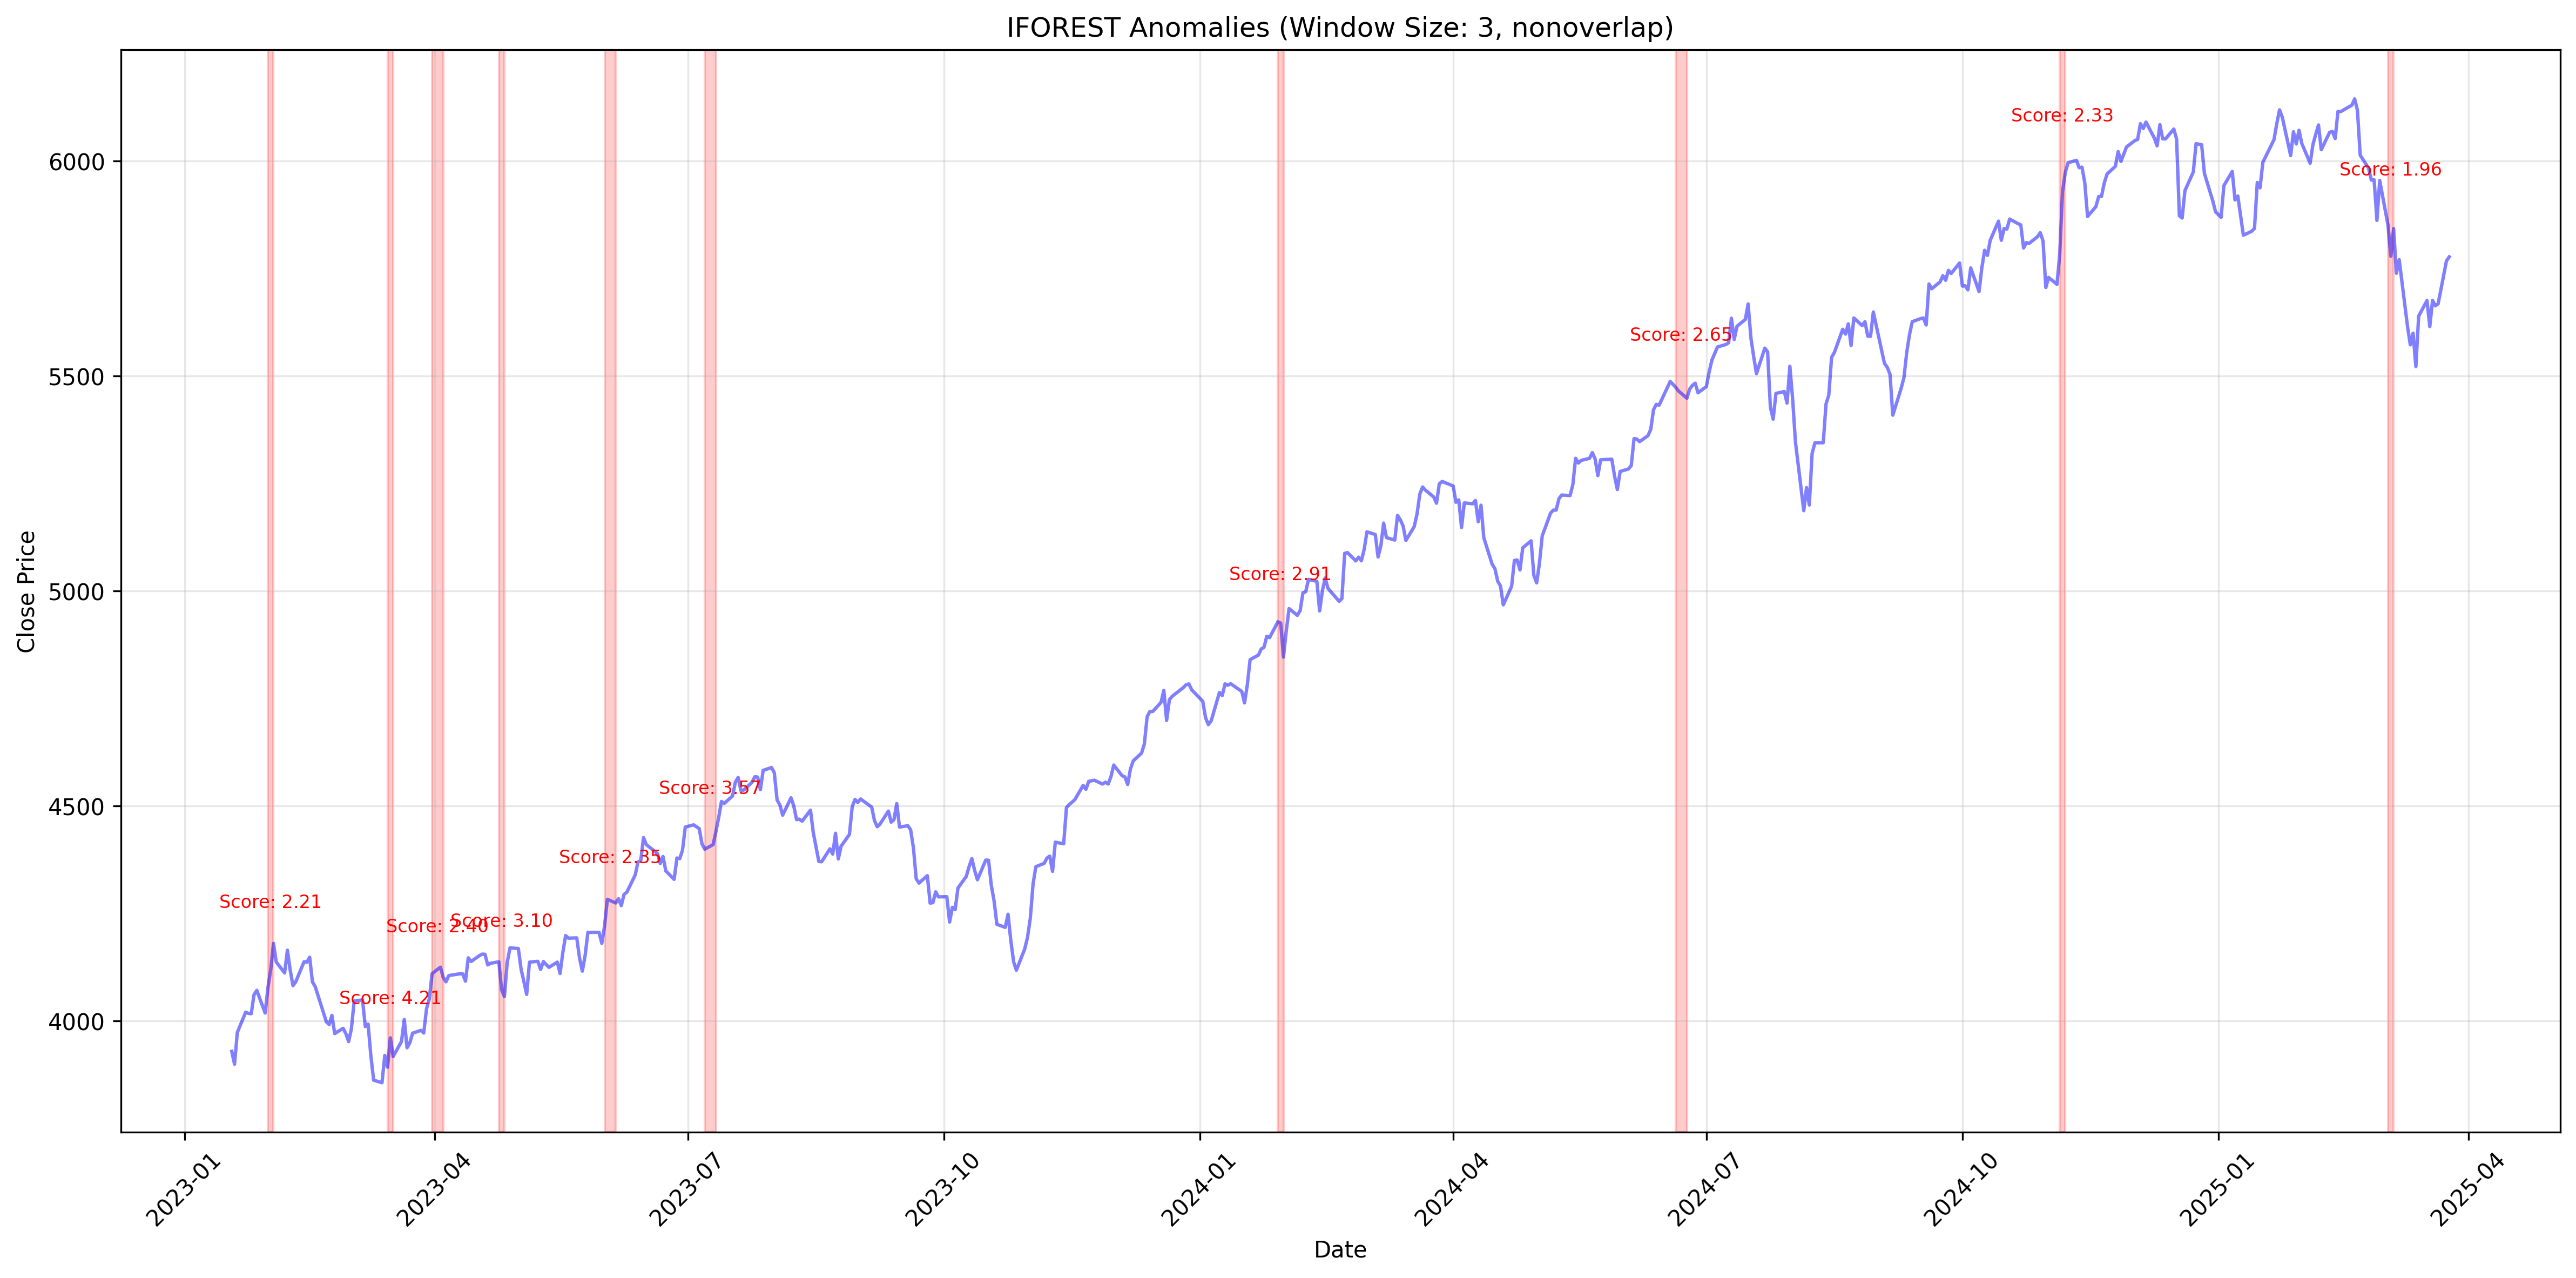 IFOREST Anomalies (Window Size: 3, nonoverlap)
Score: 2.33
6000
Score: 1.96
Close Price
5500
Score: 2.65
5000
Score: 2.91
4500
Score: 3.57
Score: 2.35
Score: 2.21
Score: 2.40
Score: 3.10
4000
Score: 4.21
2023-01
2023-04
2023-07
2023-10
2024-01
2024-04
2024-07
2024-10
2025-01
2025-04
Date